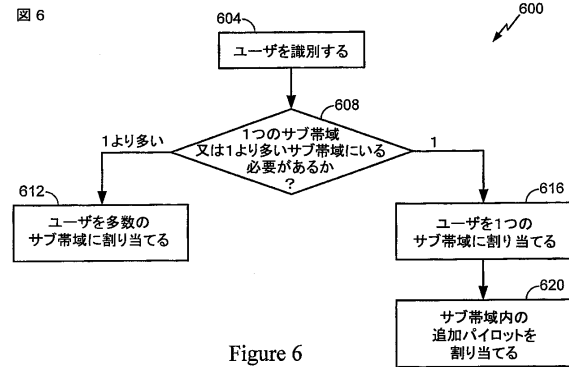 図 6
600
604
ユーザを識別する
608
1つのサブ帯域
又は1より多いサブ帯域にいる
必要があるか
?
1より多い
1
612
ユーザを多数の
サブ帯域に割り当てる
616
ユーザを1つの
サブ帯域に割り当てる
620
サブ帯域内の
追加パイロットを
割り当てる
Figure 6